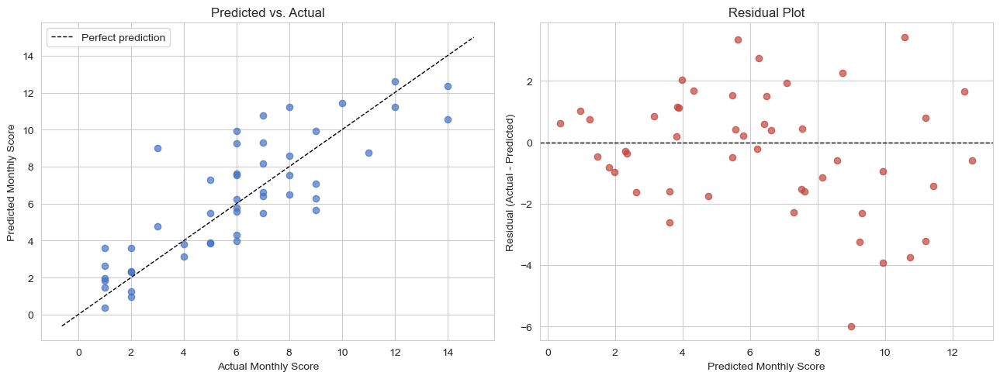 Predicted vs. Actual
Perfect prediction
14
12
10
8
6
4
2
0
Predicted Monthly Score
0 2 4 6 8 10 12 14
Actual Monthly Score
Residual Plot
2
0
−2
−4
−6
Residual (Actual - Predicted)
0 2 4 6 8 10 12
Predicted Monthly Score